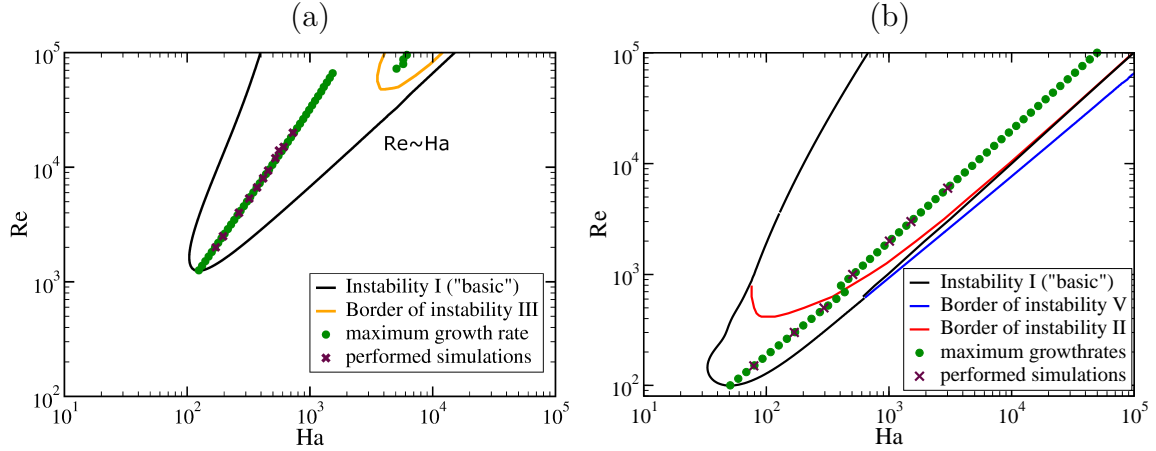 (a)
10^5
10^4
10^3
10^2
Re
Re~Ha
Instability I ("basic")
Border of instability III
maximum growth rate
performed simulations
10^1 10^2 10^3 10^4 10^5
Ha
(b)
10^5
10^4
10^3
10^2
Re
Instability I ("basic")
Border of instability V
Border of instability II
maximum growthrates
performed simulations
10^1 10^2 10^3 10^4 10^5
Ha